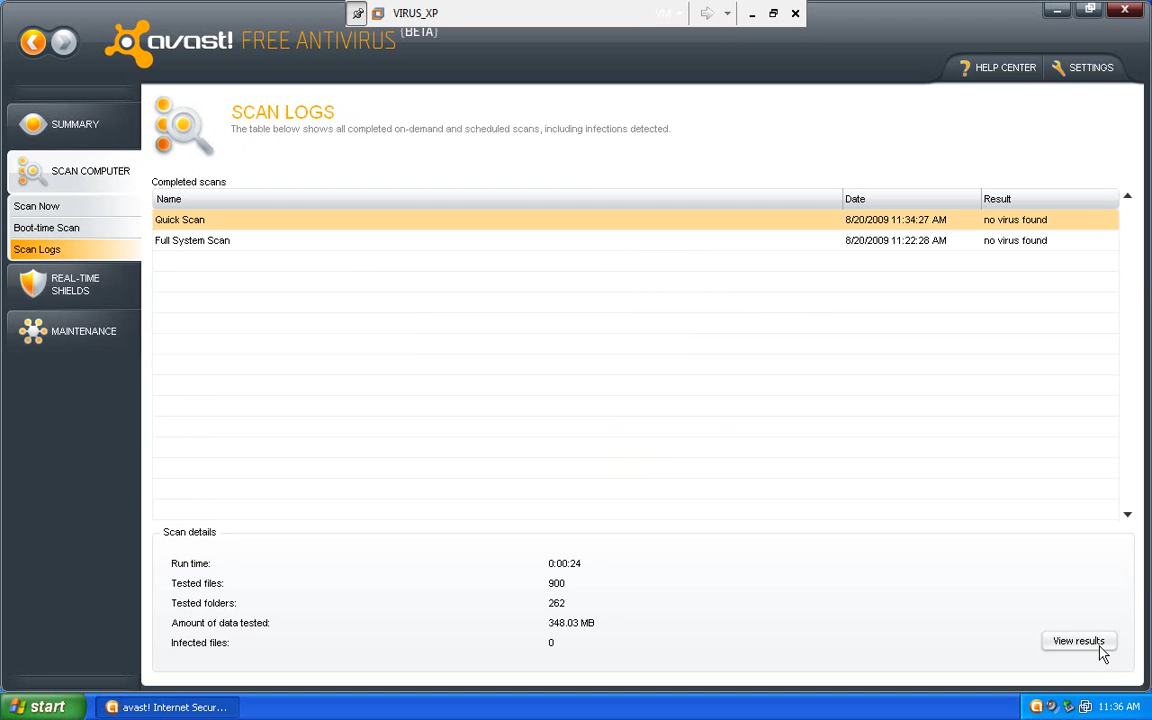 VIRUS_XP
VM
avast! FREE ANTIVIRUS (BETA)
HELP CENTER
SETTINGS
SUMMARY
SCAN COMPUTER
Scan Now
Boot-time Scan
Scan Logs
REAL-TIME
SHIELDS
MAINTENANCE
SCAN LOGS
The table below shows all completed on-demand and scheduled scans, including infections detected.
Completed scans
Name Date Result
Quick Scan 8/20/2009 11:34:27 AM no virus found
Full System Scan 8/20/2009 11:22:28 AM no virus found
Scan details
Run time: 0:00:24
Tested files: 900
Tested folders: 262
Amount of data tested: 348.03 MB
Infected files: 0
View results
start
avast! Internet Secur...
11:36 AM